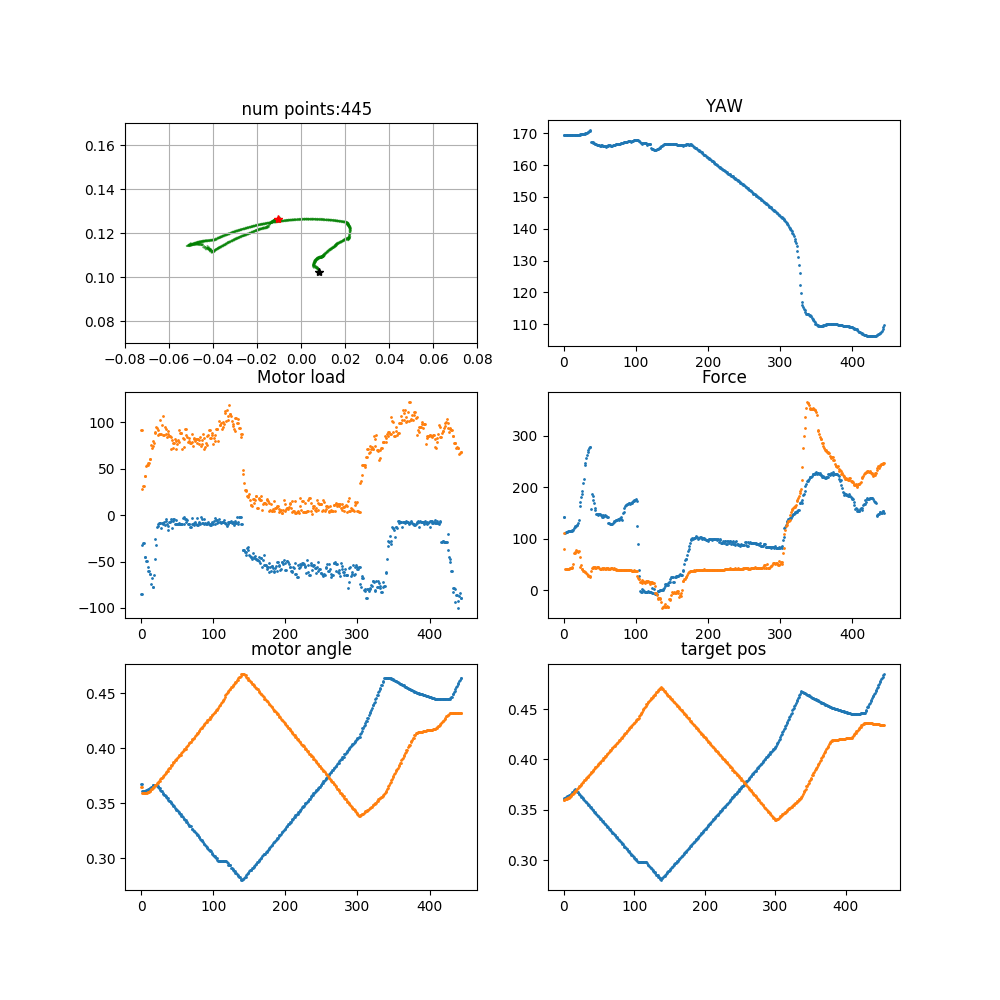 num points:445
YAW
0.16
0.14
0.12
0.10
0.08
−0.08 −0.06 −0.04 −0.02 0.00 0.02 0.04 0.06 0.08
170
160
150
140
130
120
110
0 100 200 300 400
Motor load
Force
100
50
0
−50
−100
0 100 200 300 400
300
200
100
0
0 100 200 300 400
motor angle
target pos
0.45
0.40
0.35
0.30
0 100 200 300 400
0.45
0.40
0.35
0.30
0 100 200 300 400